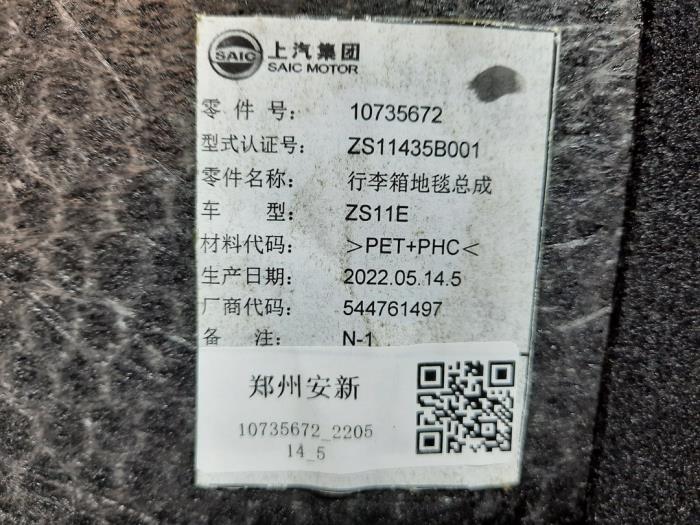 SAIC 上汽集团
SAIC MOTOR
零 件 号： 10735672
型式认证号： ZS11435B001
零件名称： 行李箱地毯总成
车 型： ZS11E
材料代码： >PET+PHC<
生产日期： 2022.05.14.5
厂商代码： 544761497
备 注： N-1
郑州安新
10735672_2205
14_5